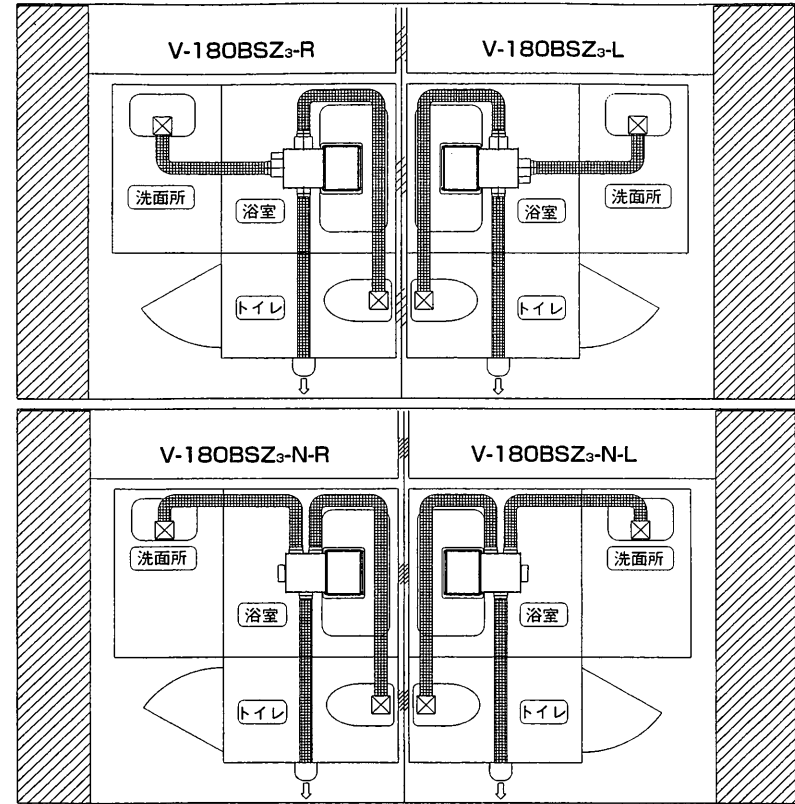 V-180BSZ₃-R
V-180BSZ₃-L
洗面所
浴室
浴室
洗面所
トイレ
トイレ
V-180BSZ₃-N-R
V-180BSZ₃-N-L
洗面所
洗面所
浴室
浴室
トイレ
トイレ